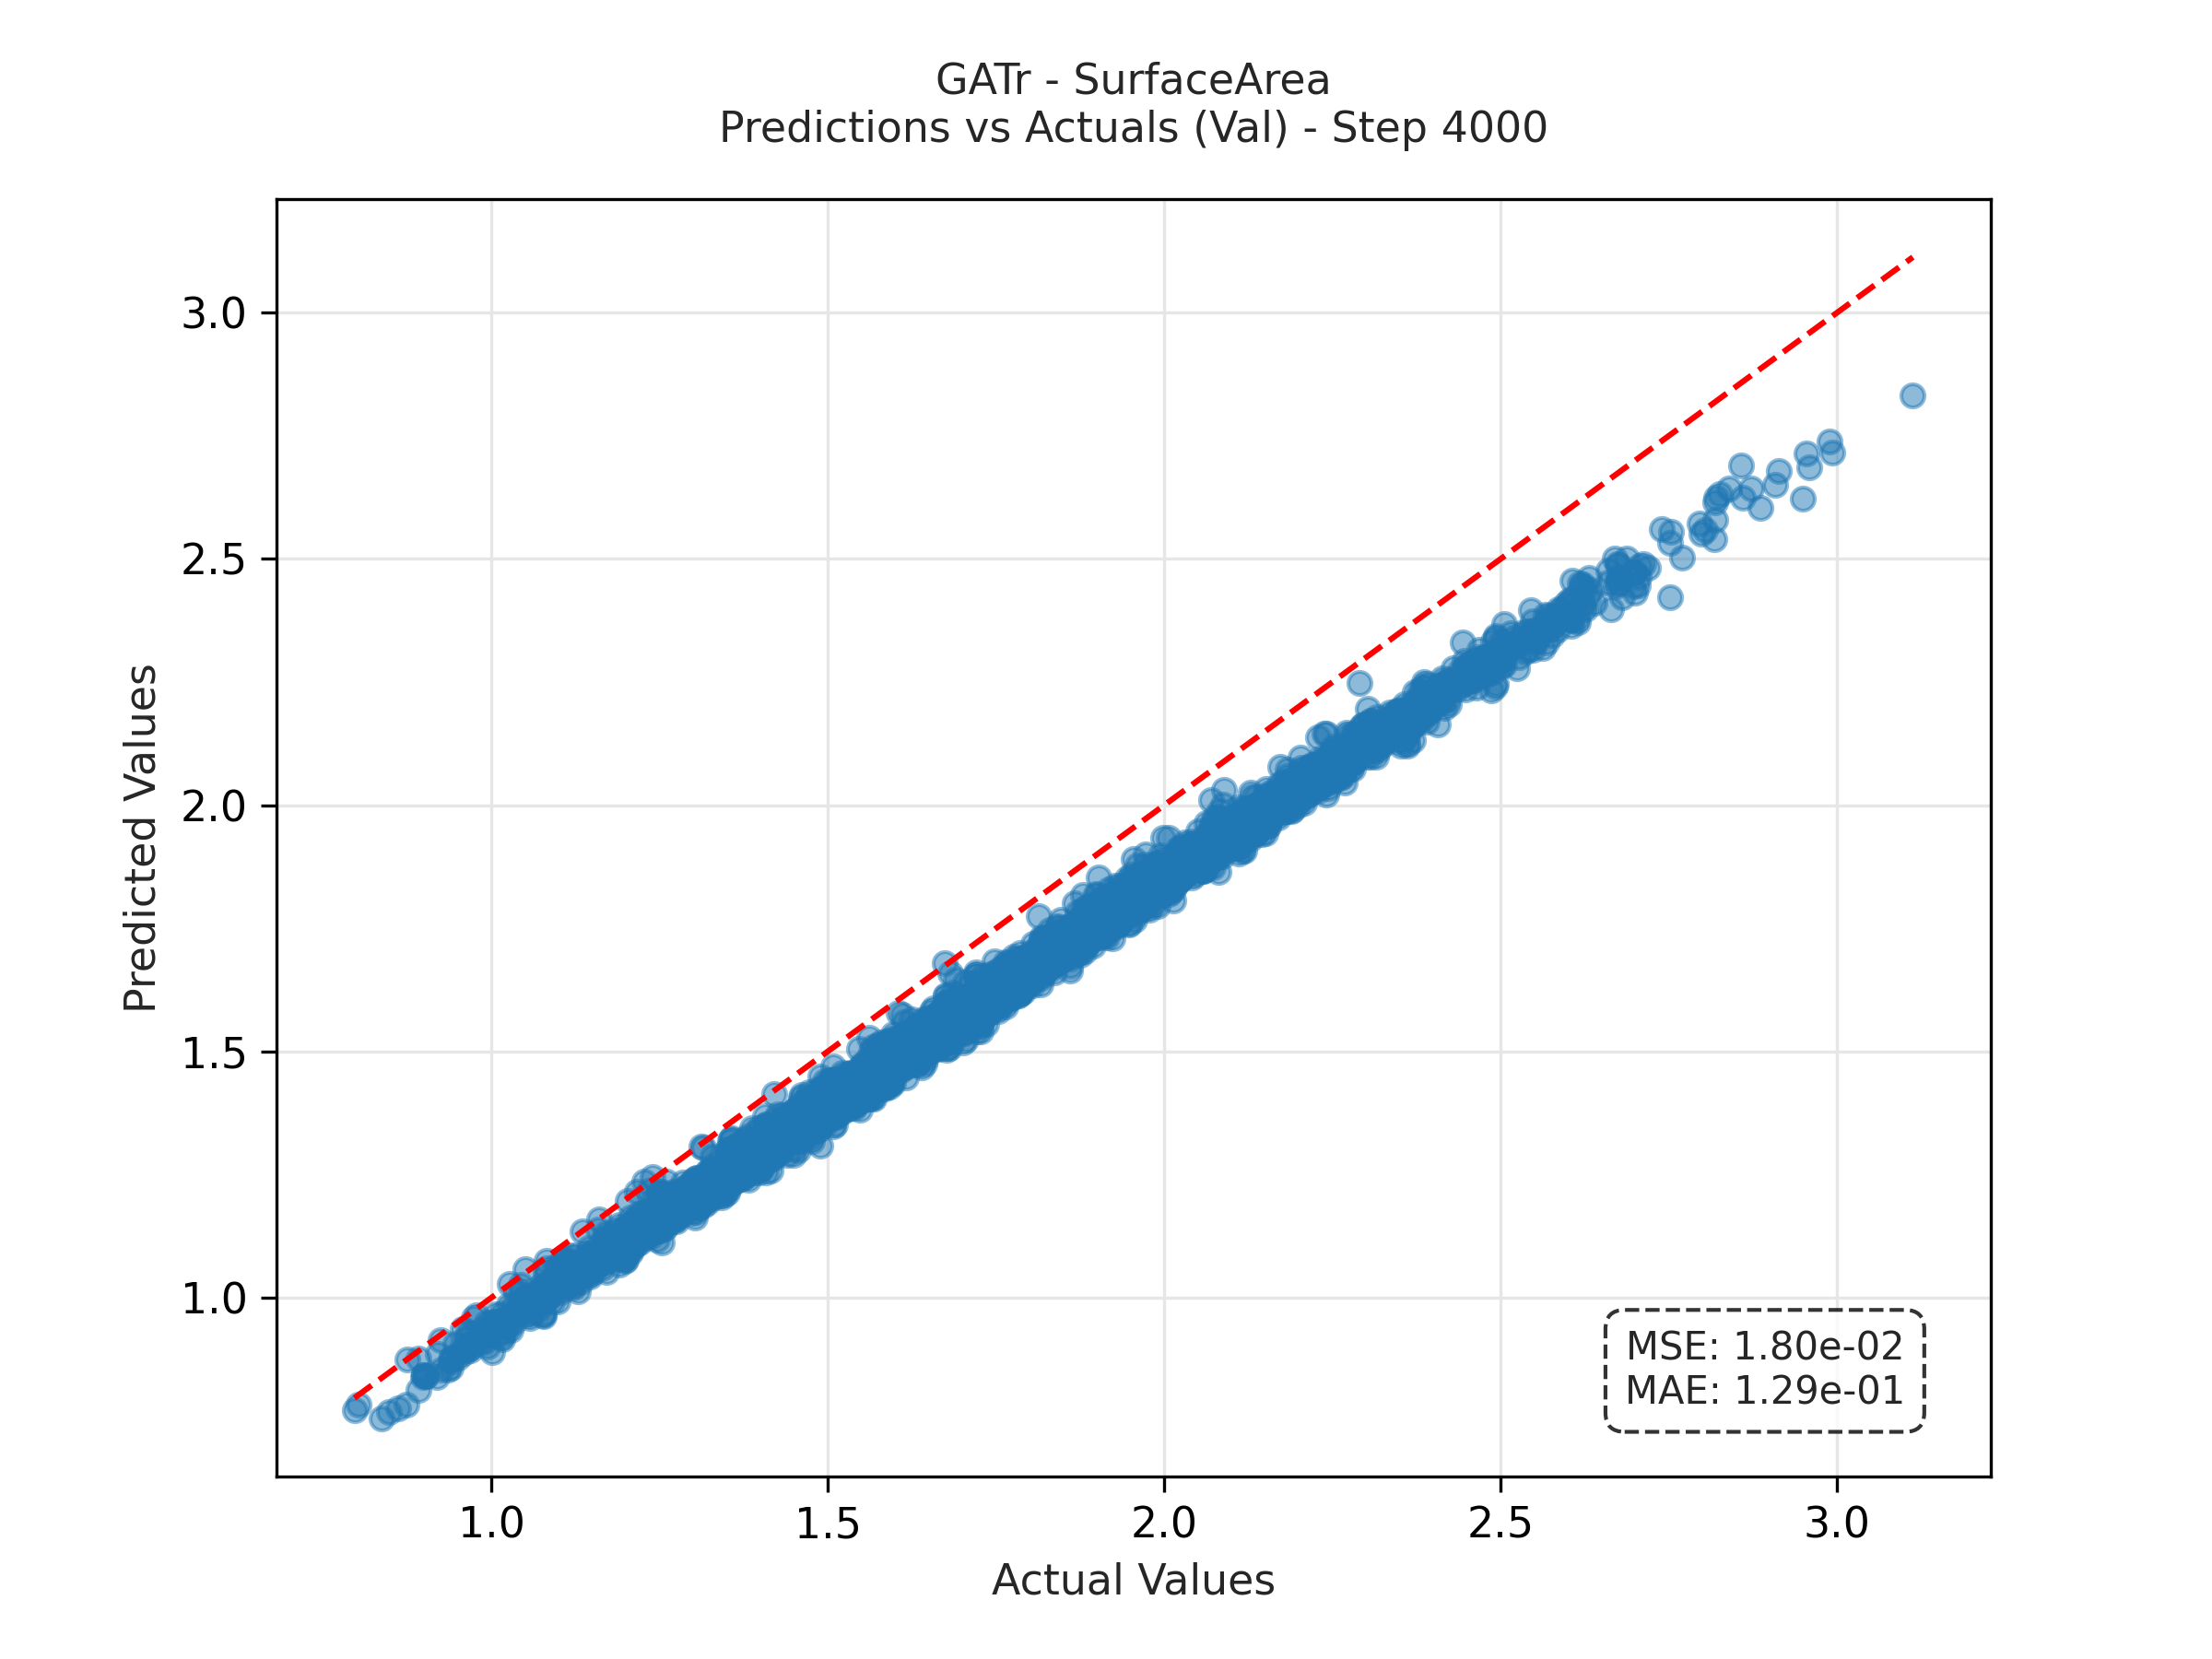 GATr - SurfaceArea
Predictions vs Actuals (Val) - Step 4000
Predicted Values
3.0
2.5
2.0
1.5
1.0
MSE: 1.80e-02
MAE: 1.29e-01
1.0 1.5 2.0 2.5 3.0
Actual Values